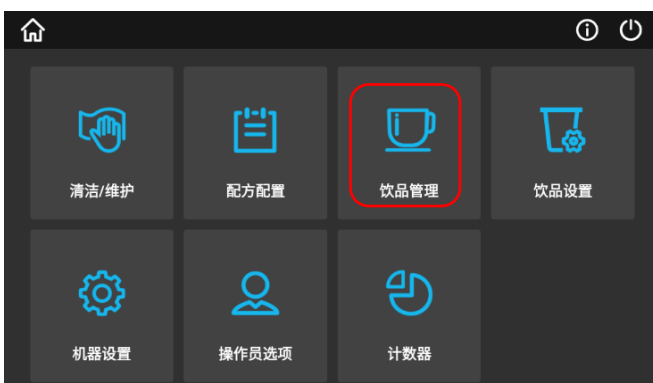 清洁/维护
配方配置
饮品管理
饮品设置
机器设置
操作员选项
计数器